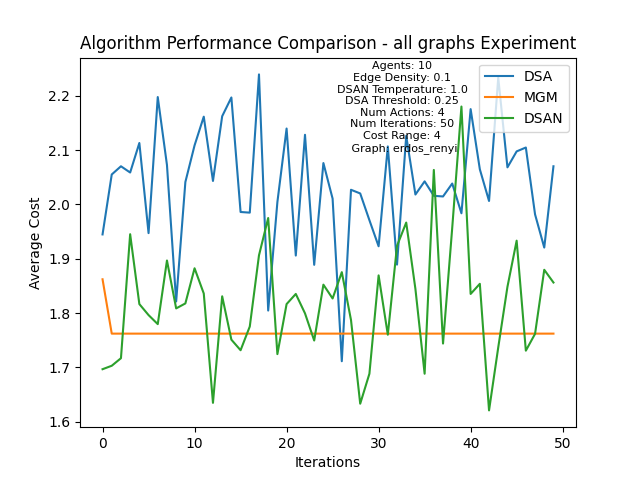 Algorithm Performance Comparison - all graphs Experiment
Agents: 10
Edge Density: 0.1
DSAN Temperature: 1.0
DSA Threshold: 0.25
Num Actions: 4
Num Iterations: 50
Cost Range: 4
Graph: erdos_renyi
DSA
MGM
DSAN
Average Cost
2.2
2.1
2.0
1.9
1.8
1.7
1.6
0 10 20 30 40 50
Iterations